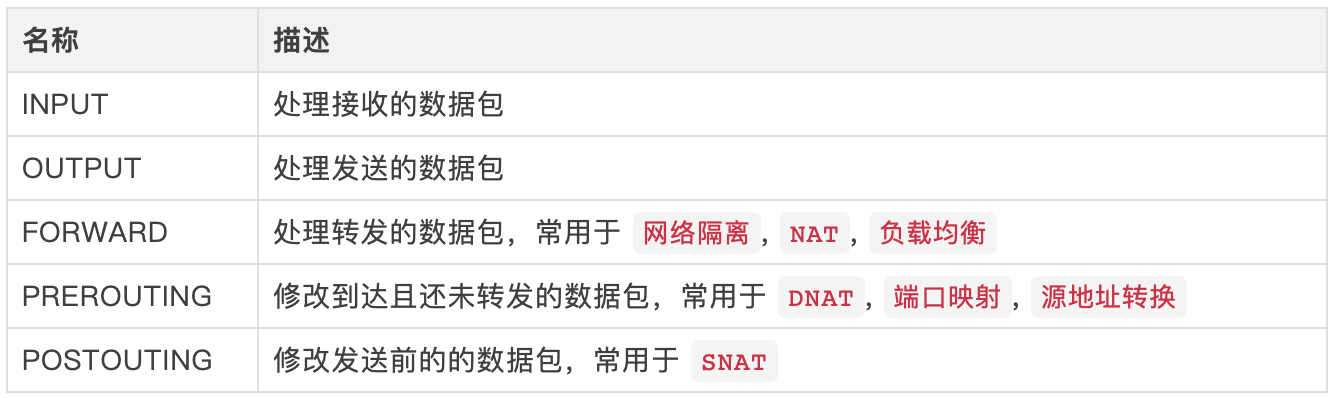 名称 描述
INPUT 处理接收的数据包
OUTPUT 处理发送的数据包
FORWARD 处理转发的数据包，常用于 网络隔离, NAT, 负载均衡
PREROUTING 修改到达且还未转发的数据包，常用于 DNAT, 端口映射, 源地址转换
POSTOUTING 修改发送前的的数据包，常用于 SNAT